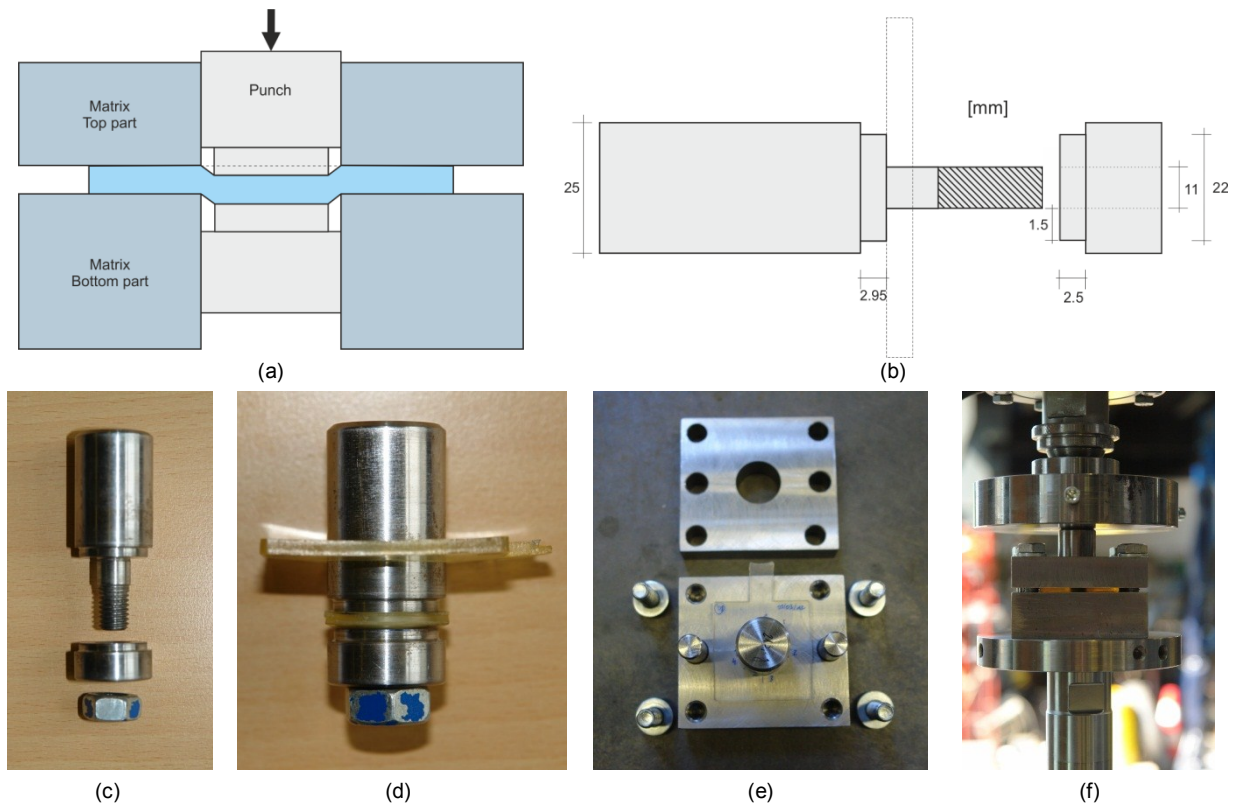 Punch
Matrix
Top part
Matrix
Bottom part
(a)
[mm]
25
11
22
1.5
2.95
2.5
(b)
(c)
(d)
(e)
(f)